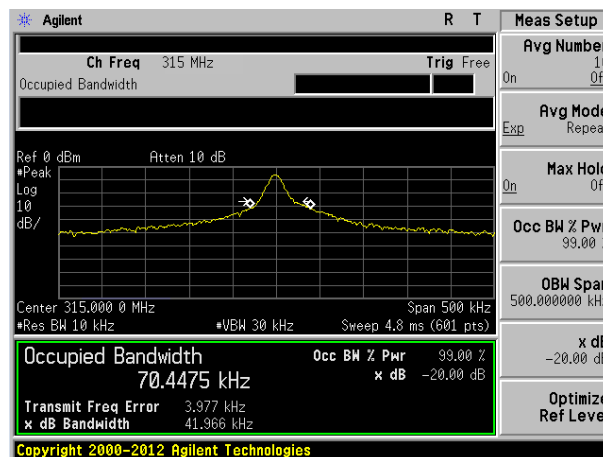 Agilent R T
Meas Setup
Ch Freq 315 MHz Trig Free
Occupied Bandwidth
Avg Number
On
Avg Mode
Exp Repea
Max Hold
On
Occ BW % Pwr
99.00 %
OBW Span
500.000000 kHz
x dB
-20.00 dB
Optimize
Ref Level
Ref 0 dBm Atten 10 dB
#Peak
Log
10
dB/
Center 315.000 0 MHz Span 500 kHz
#Res BW 10 kHz #VBW 30 kHz Sweep 4.8 ms (601 pts)
Occupied Bandwidth
70.4475 kHz
Occ BW % Pwr 99.00 %
x dB -20.00 dB
Transmit Freq Error 3.977 kHz
x dB Bandwidth 41.966 kHz
Copyright 2000-2012 Agilent Technologies